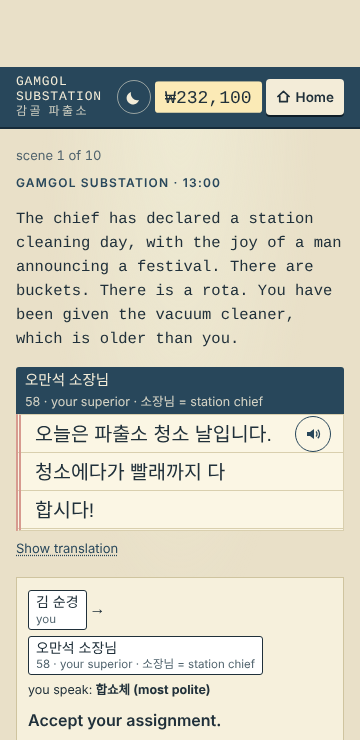 GAMGOL
SUBSTATION
감골 파출소
₩232,100
Home
scene 1 of 10
GAMGOL SUBSTATION · 13:00
The chief has declared a station
cleaning day, with the joy of a man
announcing a festival. There are
buckets. There is a rota. You have
been given the vacuum cleaner,
which is older than you.
오만석 소장님
58 · your superior · 소장님 = station chief
오늘은 파출소 청소 날입니다.
청소에다가 빨래까지 다
합시다!
Show translation
김 순경
you
→
오만석 소장님
58 · your superior · 소장님 = station chief
you speak: 합쇼체 (most polite)
Accept your assignment.